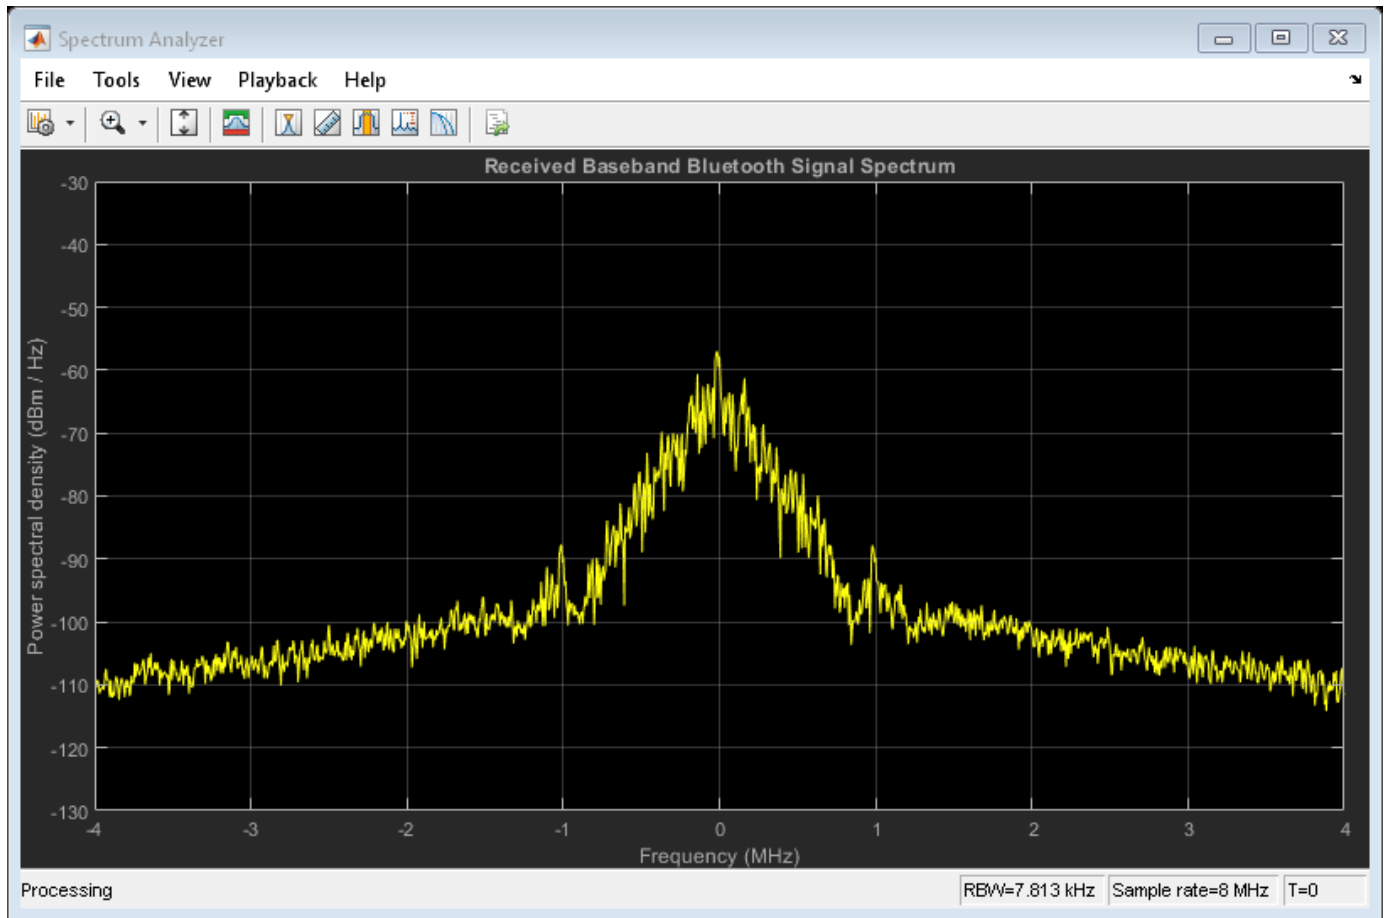 Spectrum Analyzer
File Tools View Playback Help
Received Baseband Bluetooth Signal Spectrum
Power spectral density (dBm / Hz)
-30
-40
-50
-60
-70
-80
-90
-100
-110
-120
-130
-4 -3 -2 -1 0 1 2 3 4
Frequency (MHz)
Processing RBW=7.813 kHz Sample rate=8 MHz T=0